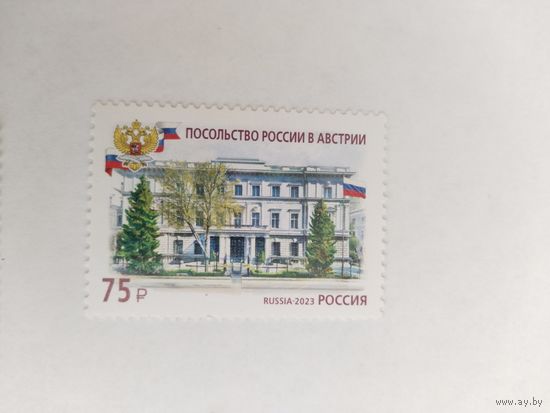 ПОСОЛЬСТВО РОССИИ В АВСТРИИ
75₽
RUSSIA·2023 РОССИЯ
www.ay.by